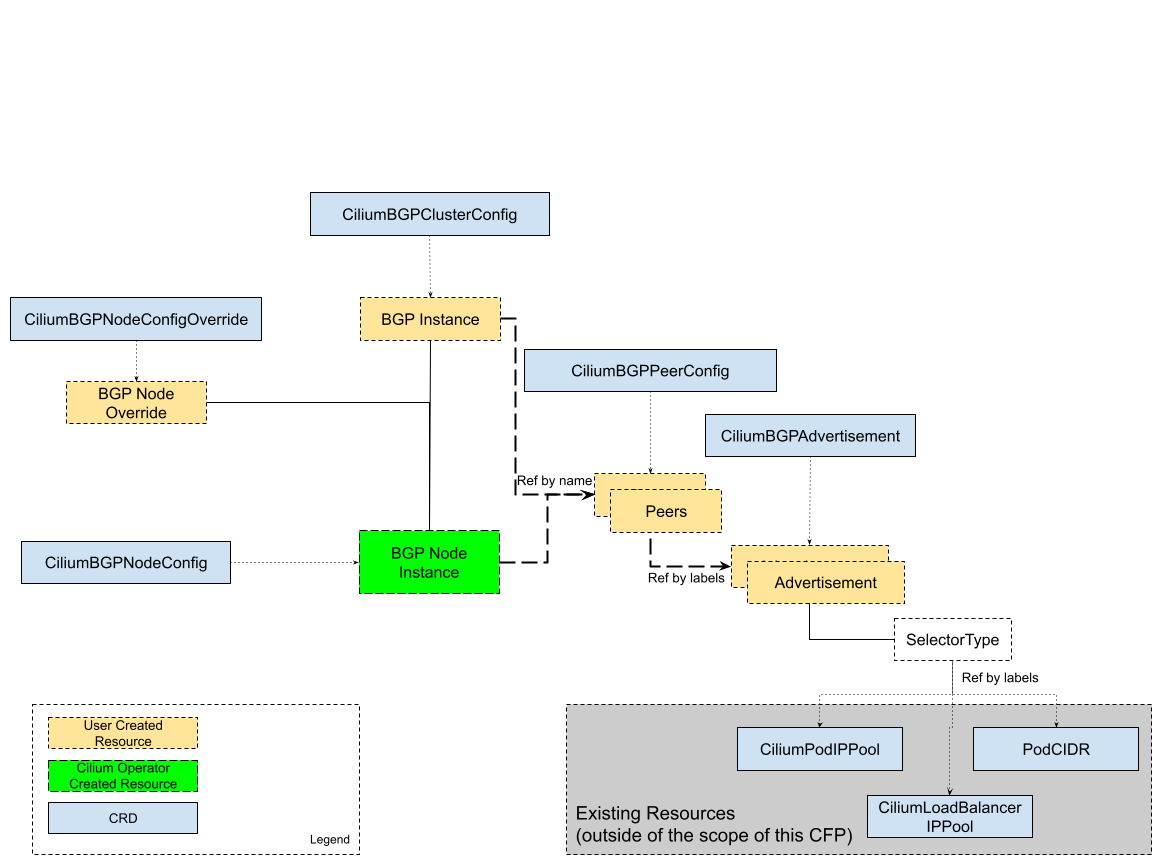 CiliumBGPClusterConfig
CiliumBGPNodeConfigOverride
BGP Instance
CiliumBGPPeerConfig
BGP Node
Override
CiliumBGPAdvertisement
Ref by name
Peers
CiliumBGPNodeConfig
BGP Node
Instance
Ref by labels
Advertisement
SelectorType
Ref by labels
User Created
Resource
Cilium Operator
Created Resource
CRD
Legend
CiliumPodIPPool
PodCIDR
CiliumLoadBalancer
IPPool
Existing Resources
(outside of the scope of this CFP)